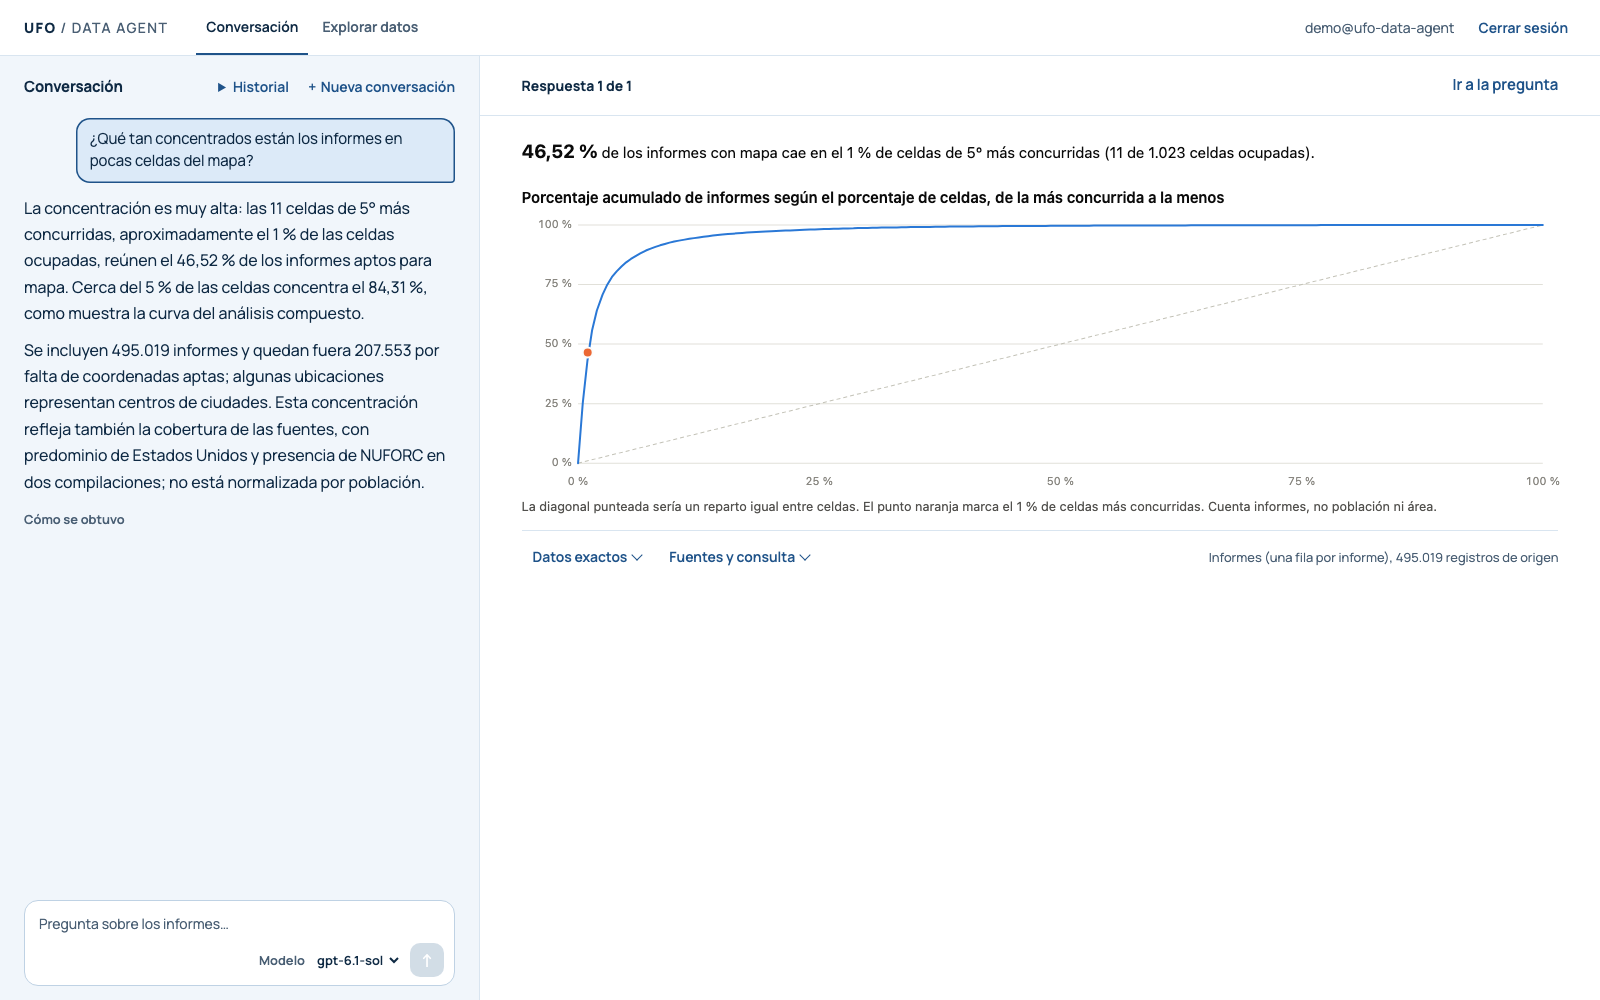 UFO / DATA AGENT
Conversación
Explorar datos
demo@ufo-data-agent
Cerrar sesión
Conversación
▶ Historial
+ Nueva conversación
¿Qué tan concentrados están los informes en
pocas celdas del mapa?
La concentración es muy alta: las 11 celdas de 5° más
concurridas, aproximadamente el 1 % de las celdas
ocupadas, reúnen el 46,52 % de los informes aptos para
mapa. Cerca del 5 % de las celdas concentra el 84,31 %,
como muestra la curva del análisis compuesto.
Se incluyen 495.019 informes y quedan fuera 207.553 por
falta de coordenadas aptas; algunas ubicaciones
representan centros de ciudades. Esta concentración
refleja también la cobertura de las fuentes, con
predominio de Estados Unidos y presencia de NUFORC en
dos compilaciones; no está normalizada por población.
Cómo se obtuvo
Pregunta sobre los informes…
Modelo gpt-6.1-sol
Respuesta 1 de 1
Ir a la pregunta
46,52 % de los informes con mapa cae en el 1 % de celdas de 5° más concurridas (11 de 1.023 celdas ocupadas).
Porcentaje acumulado de informes según el porcentaje de celdas, de la más concurrida a la menos
100 %
75 %
50 %
25 %
0 %
0 % 25 % 50 % 75 % 100 %
La diagonal punteada sería un reparto igual entre celdas. El punto naranja marca el 1 % de celdas más concurridas. Cuenta informes, no población ni área.
Datos exactos
Fuentes y consulta
Informes (una fila por informe), 495.019 registros de origen